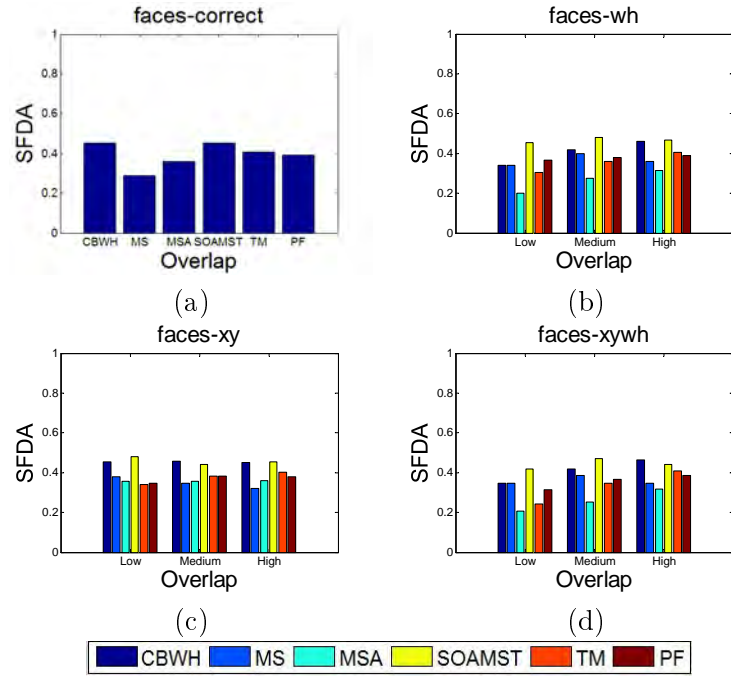 faces-correct
1
0.8
0.6
0.4
0.2
0
SFDA
CBWH MS MSA SOAMST TM PF
Overlap
(a)
faces-wh
1
0.8
0.6
0.4
0.2
0
SFDA
Low Medium High
Overlap
(b)
faces-xy
1
0.8
0.6
0.4
0.2
0
SFDA
Low Medium High
Overlap
(c)
faces-xywh
1
0.8
0.6
0.4
0.2
0
SFDA
Low Medium High
Overlap
(d)
CBWH MS MSA SOAMST TM PF